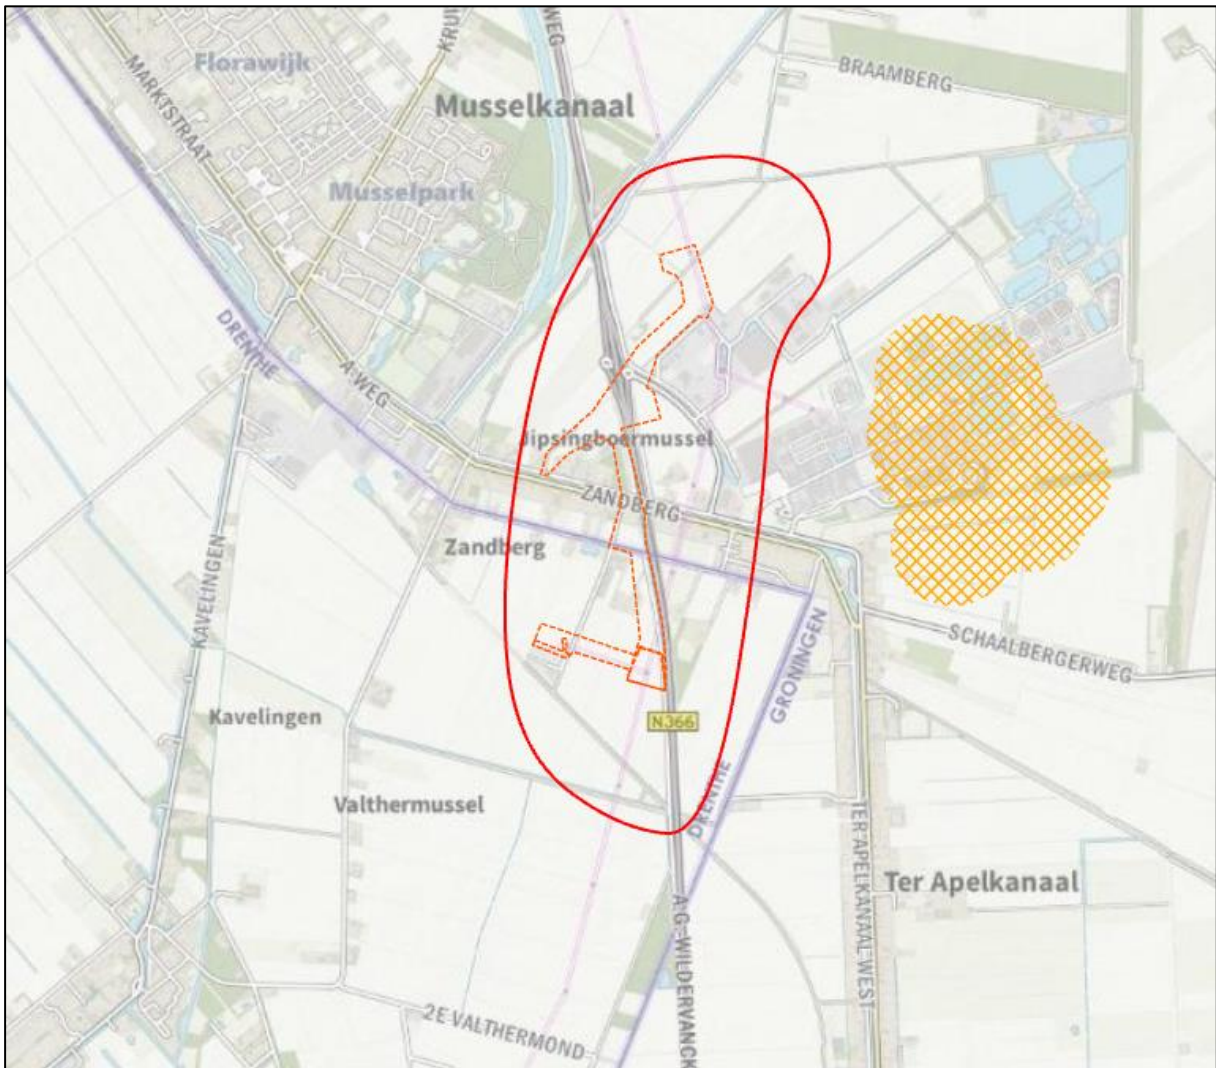 WEG
KRUI
Florawijk
MARKTSTRAAT
BRAAMBERG
Musselkanaal
Musselpark
DRENTHE
A-WEG
Jipsingboermussel
ZANDBERG
Zandberg
KAVELINGEN
SCHAALBERGERWEG
GRONINGEN
Kavelingen
N366
DRENTHE
Valthermussel
TER APELKANAAL WEST
Ter Apelkanaal
A.G. WILDERVANCK
2E VALTHERMOND